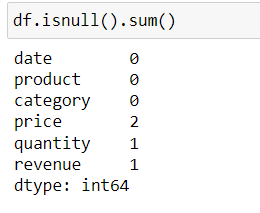 df.isnull().sum()
date 0
product 0
category 0
price 2
quantity 1
revenue 1
dtype: int64